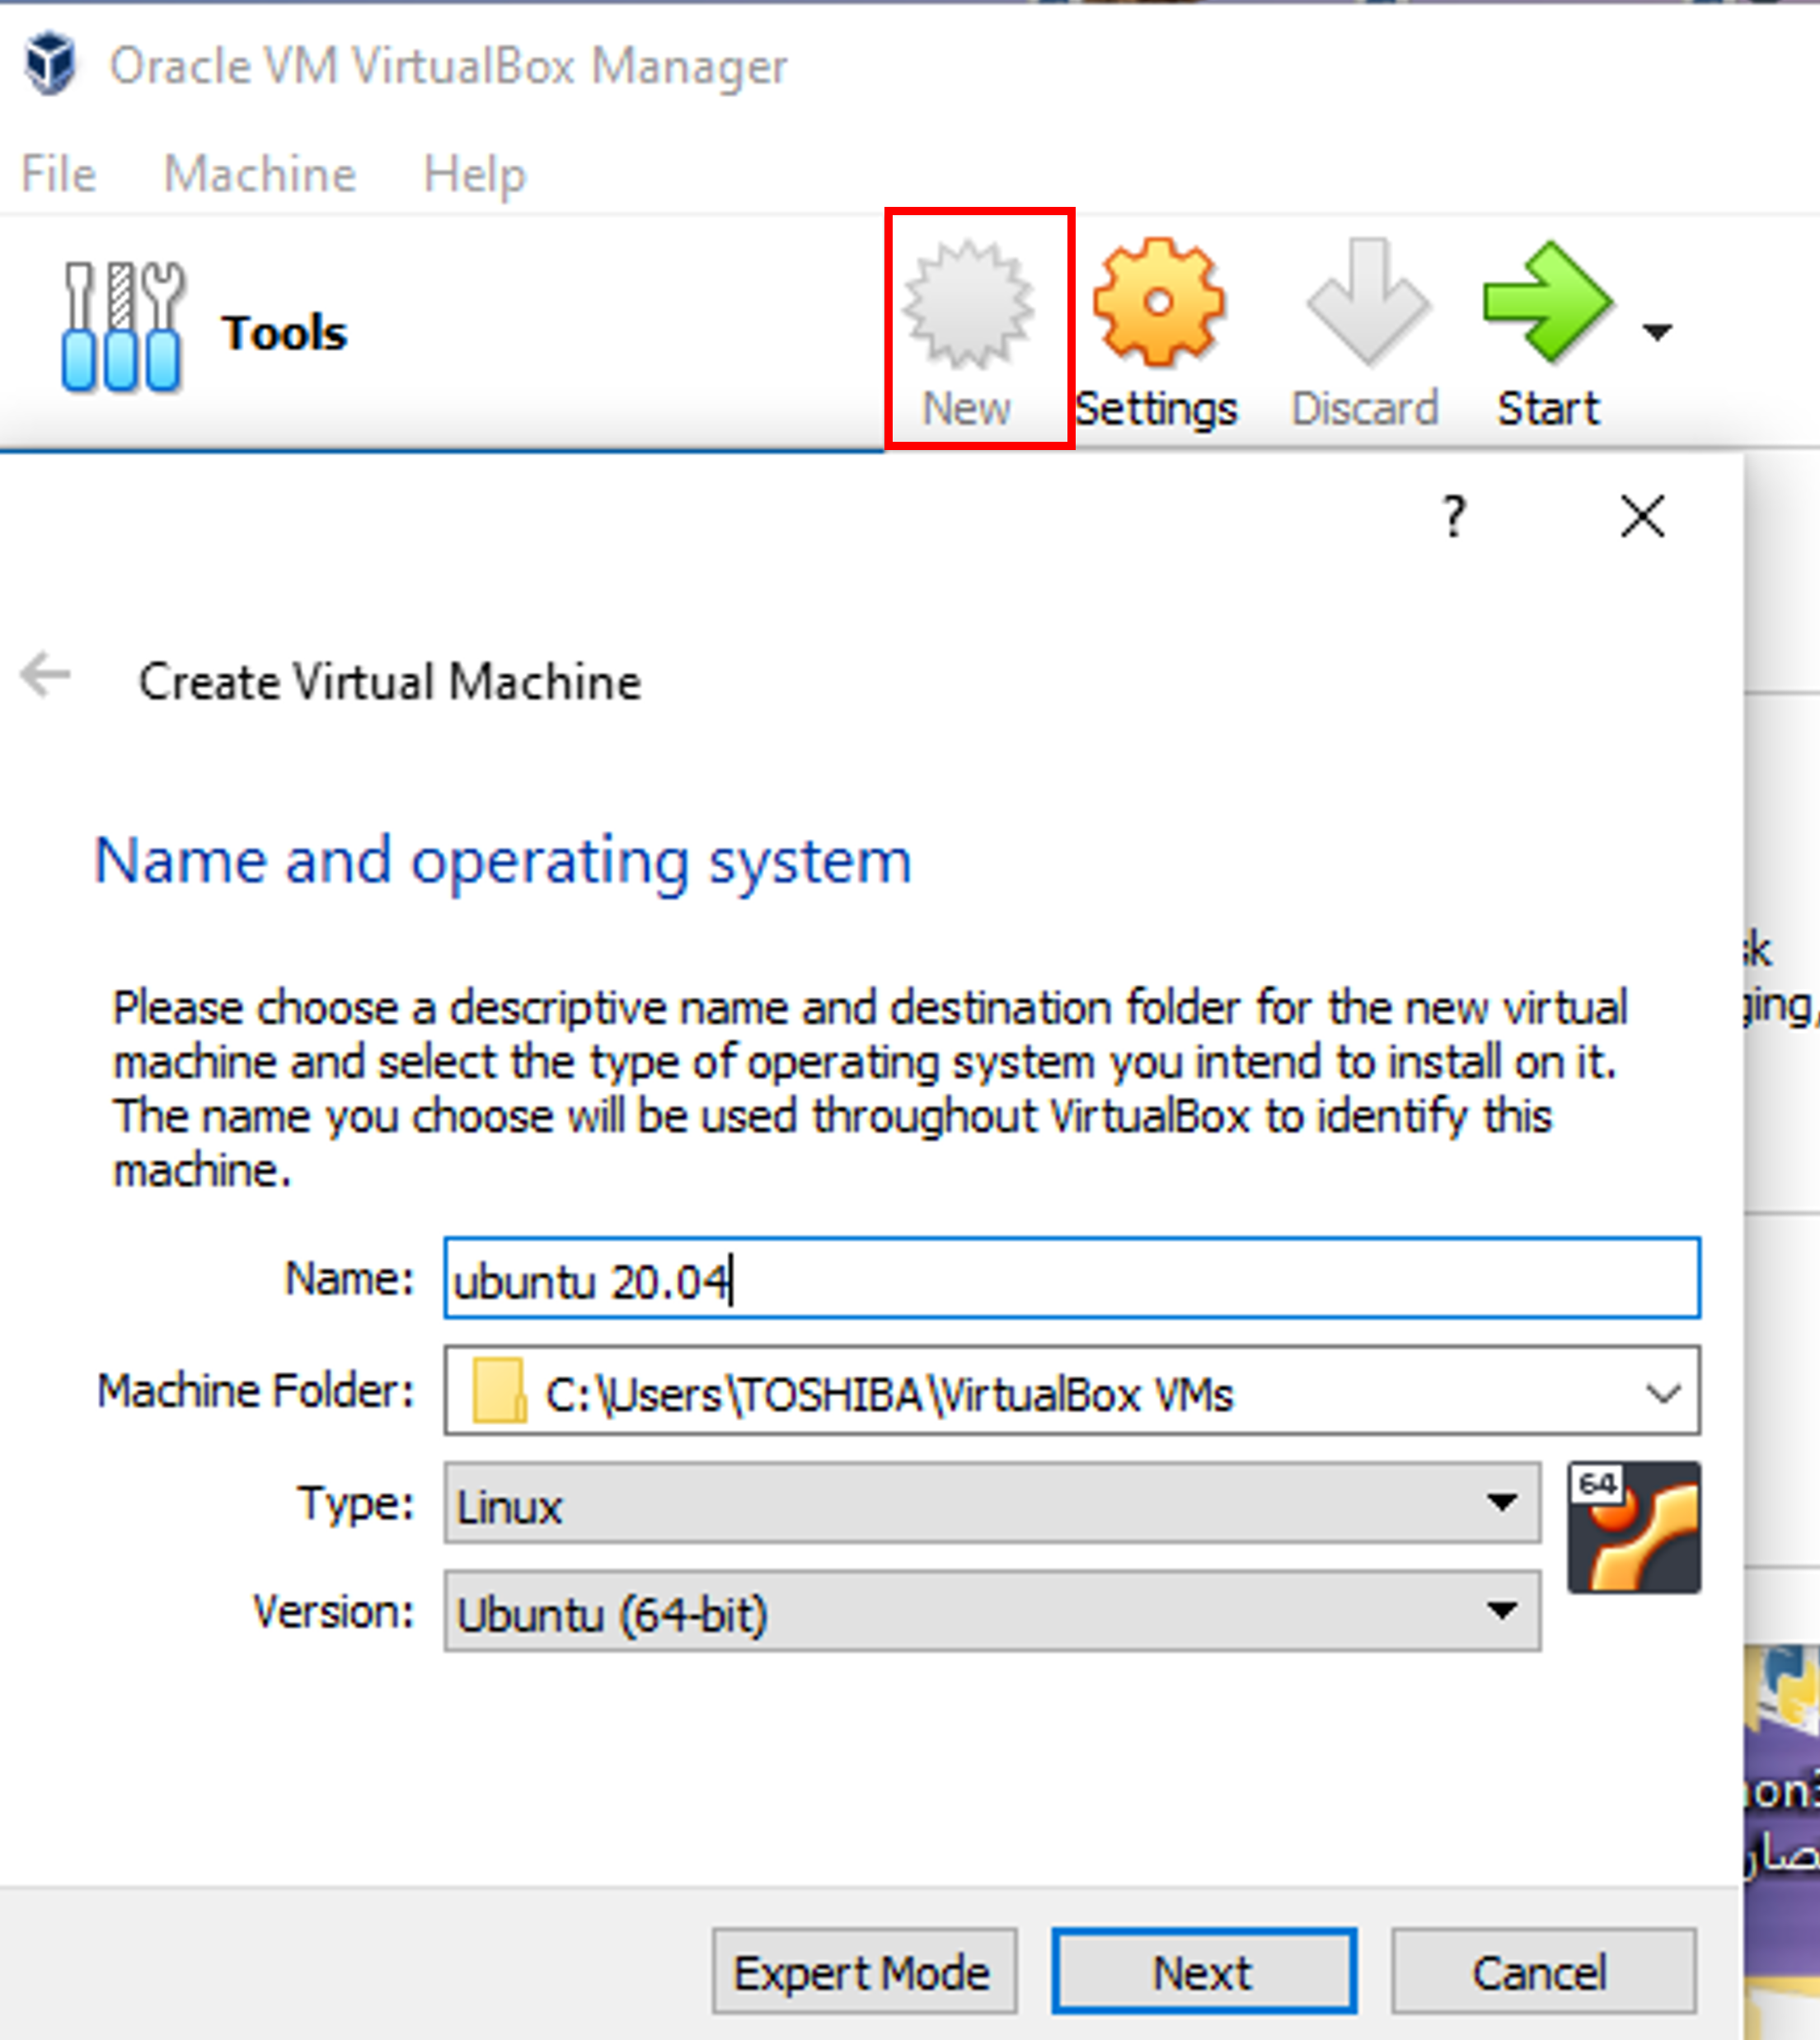 Oracle VM VirtualBox Manager
File Machine Help
Tools
New Settings Discard Start
?
Create Virtual Machine
Name and operating system
Please choose a descriptive name and destination folder for the new virtual
machine and select the type of operating system you intend to install on it.
The name you choose will be used throughout VirtualBox to identify this
machine.
Name: ubuntu 20.04
Machine Folder: C:\Users\TOSHIBA\VirtualBox VMs
Type: Linux
64
Version: Ubuntu (64-bit)
Expert Mode Next Cancel